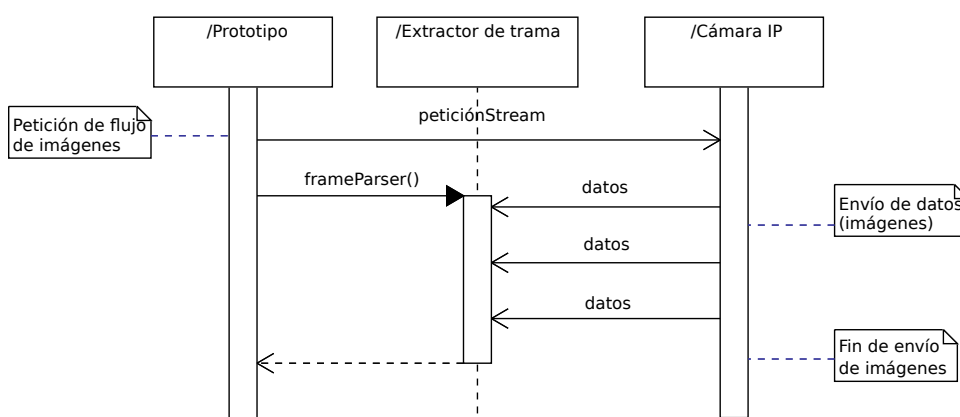 /Prototipo
/Extractor de trama
/Cámara IP
peticiónStream
Petición de flujo
de imágenes
frameParser()
datos
Envío de datos
(imágenes)
datos
datos
Fin de envío
de imágenes